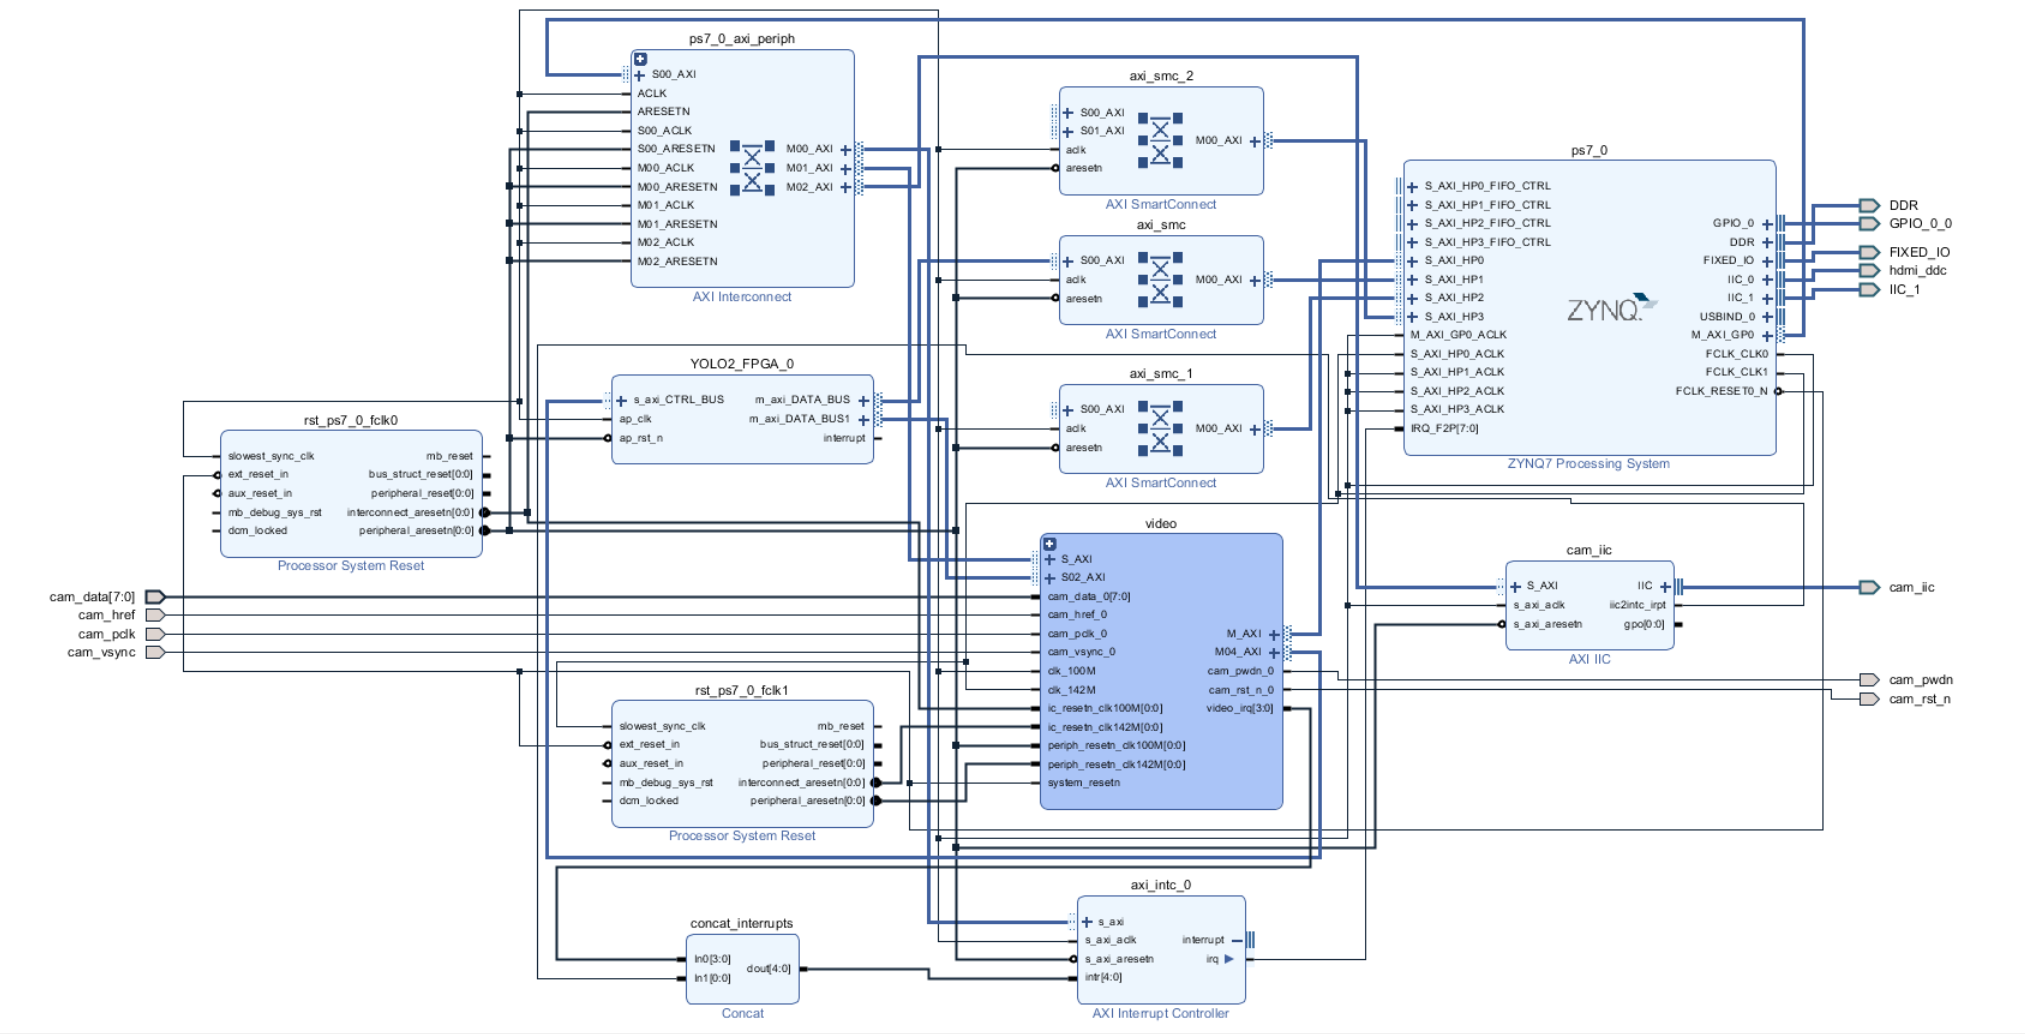 ps7_0_axi_periph
S00_AXI
ACLK
ARESETN
S00_ACLK
S00_ARESETN
M00_ACLK
M00_ARESETN
M01_ACLK
M01_ARESETN
M02_ACLK
M02_ARESETN
M00_AXI
M01_AXI
M02_AXI
AXI Interconnect
axi_smc_2
S00_AXI
S01_AXI
aclk
aresetn
M00_AXI
AXI SmartConnect
axi_smc
S00_AXI
aclk
aresetn
M00_AXI
AXI SmartConnect
axi_smc_1
S00_AXI
aclk
aresetn
M00_AXI
AXI SmartConnect
ps7_0
S_AXI_HP0_FIFO_CTRL
S_AXI_HP1_FIFO_CTRL
S_AXI_HP2_FIFO_CTRL
S_AXI_HP3_FIFO_CTRL
S_AXI_HP0
S_AXI_HP1
S_AXI_HP2
S_AXI_HP3
M_AXI_GP0_ACLK
S_AXI_HP0_ACLK
S_AXI_HP1_ACLK
S_AXI_HP2_ACLK
S_AXI_HP3_ACLK
IRQ_F2P[7:0]
ZYNQ.
GPIO_0
DDR
FIXED_IO
IIC_0
IIC_1
USBIND_0
M_AXI_GP0
FCLK_CLK0
FCLK_CLK1
FCLK_RESET0_N
ZYNQ7 Processing System
DDR
GPIO_0_0
FIXED_IO
hdmi_ddc
IIC_1
YOLO2_FPGA_0
s_axi_CTRL_BUS
ap_clk
ap_rst_n
m_axi_DATA_BUS
m_axi_DATA_BUS1
interrupt
rst_ps7_0_fclk0
slowest_sync_clk
ext_reset_in
aux_reset_in
mb_debug_sys_rst
dcm_locked
mb_reset
bus_struct_reset[0:0]
peripheral_reset[0:0]
interconnect_aresetn[0:0]
peripheral_aresetn[0:0]
Processor System Reset
cam_data[7:0]
cam_href
cam_pclk
cam_vsync
video
S_AXI
S02_AXI
cam_data_0[7:0]
cam_href_0
cam_pclk_0
cam_vsync_0
clk_100M
clk_142M
ic_resetn_clk100M[0:0]
ic_resetn_clk142M[0:0]
periph_resetn_clk100M[0:0]
periph_resetn_clk142M[0:0]
system_resetn
M_AXI
M04_AXI
cam_pwdn_0
cam_rst_n_0
video_irq[3:0]
cam_iic
S_AXI
s_axi_aclk
s_axi_aresetn
IIC
iic2intc_irpt
gpo[0:0]
AXI IIC
cam_iic
cam_pwdn
cam_rst_n
rst_ps7_0_fclk1
slowest_sync_clk
ext_reset_in
aux_reset_in
mb_debug_sys_rst
dcm_locked
mb_reset
bus_struct_reset[0:0]
peripheral_reset[0:0]
interconnect_aresetn[0:0]
peripheral_aresetn[0:0]
Processor System Reset
concat_interrupts
In0[3:0]
In1[0:0]
dout[4:0]
Concat
axi_intc_0
s_axi
s_axi_aclk
s_axi_aresetn
intr[4:0]
interrupt
irq
AXI Interrupt Controller